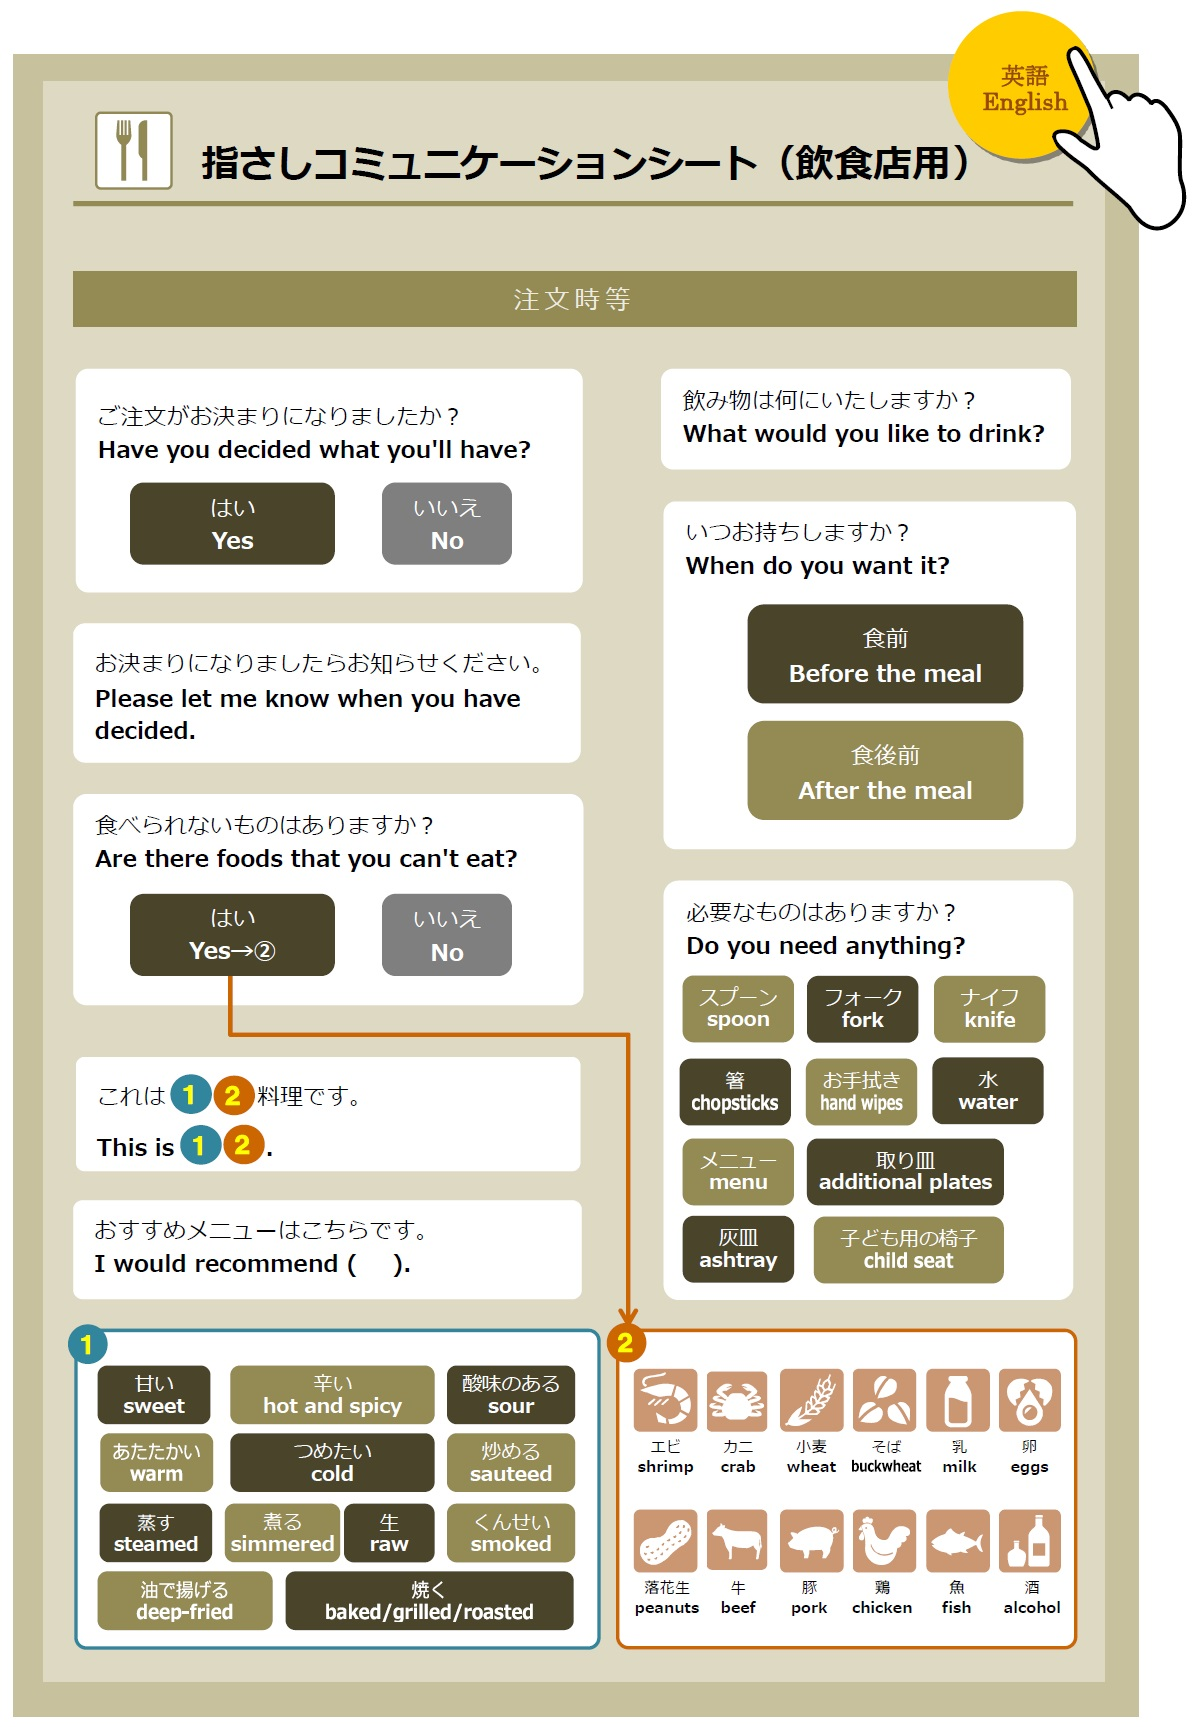 英語
English
指さしコミュニケーションシート（飲食店用）
注文時等
ご注文がお決まりになりましたか？
Have you decided what you'll have?
はい
Yes
いいえ
No
お決まりになりましたらお知らせください。
Please let me know when you have
decided.
食べられないものはありますか？
Are there foods that you can't eat?
はい
Yes→②
いいえ
No
これは 1 2 料理です。
This is 1 2 .
おすすめメニューはこちらです。
I would recommend (    ).
飲み物は何にいたしますか？
What would you like to drink?
いつお持ちしますか？
When do you want it?
食前
Before the meal
食後前
After the meal
必要なものはありますか？
Do you need anything?
スプーン
spoon
フォーク
fork
ナイフ
knife
箸
chopsticks
お手拭き
hand wipes
水
water
メニュー
menu
取り皿
additional plates
灰皿
ashtray
子ども用の椅子
child seat
1
甘い
sweet
辛い
hot and spicy
酸味のある
sour
あたたかい
warm
つめたい
cold
炒める
sauteed
蒸す
steamed
煮る
simmered
生
raw
くんせい
smoked
油で揚げる
deep-fried
焼く
baked/grilled/roasted
2
エビ
shrimp
カニ
crab
小麦
wheat
そば
buckwheat
乳
milk
卵
eggs
落花生
peanuts
牛
beef
豚
pork
鶏
chicken
魚
fish
酒
alcohol